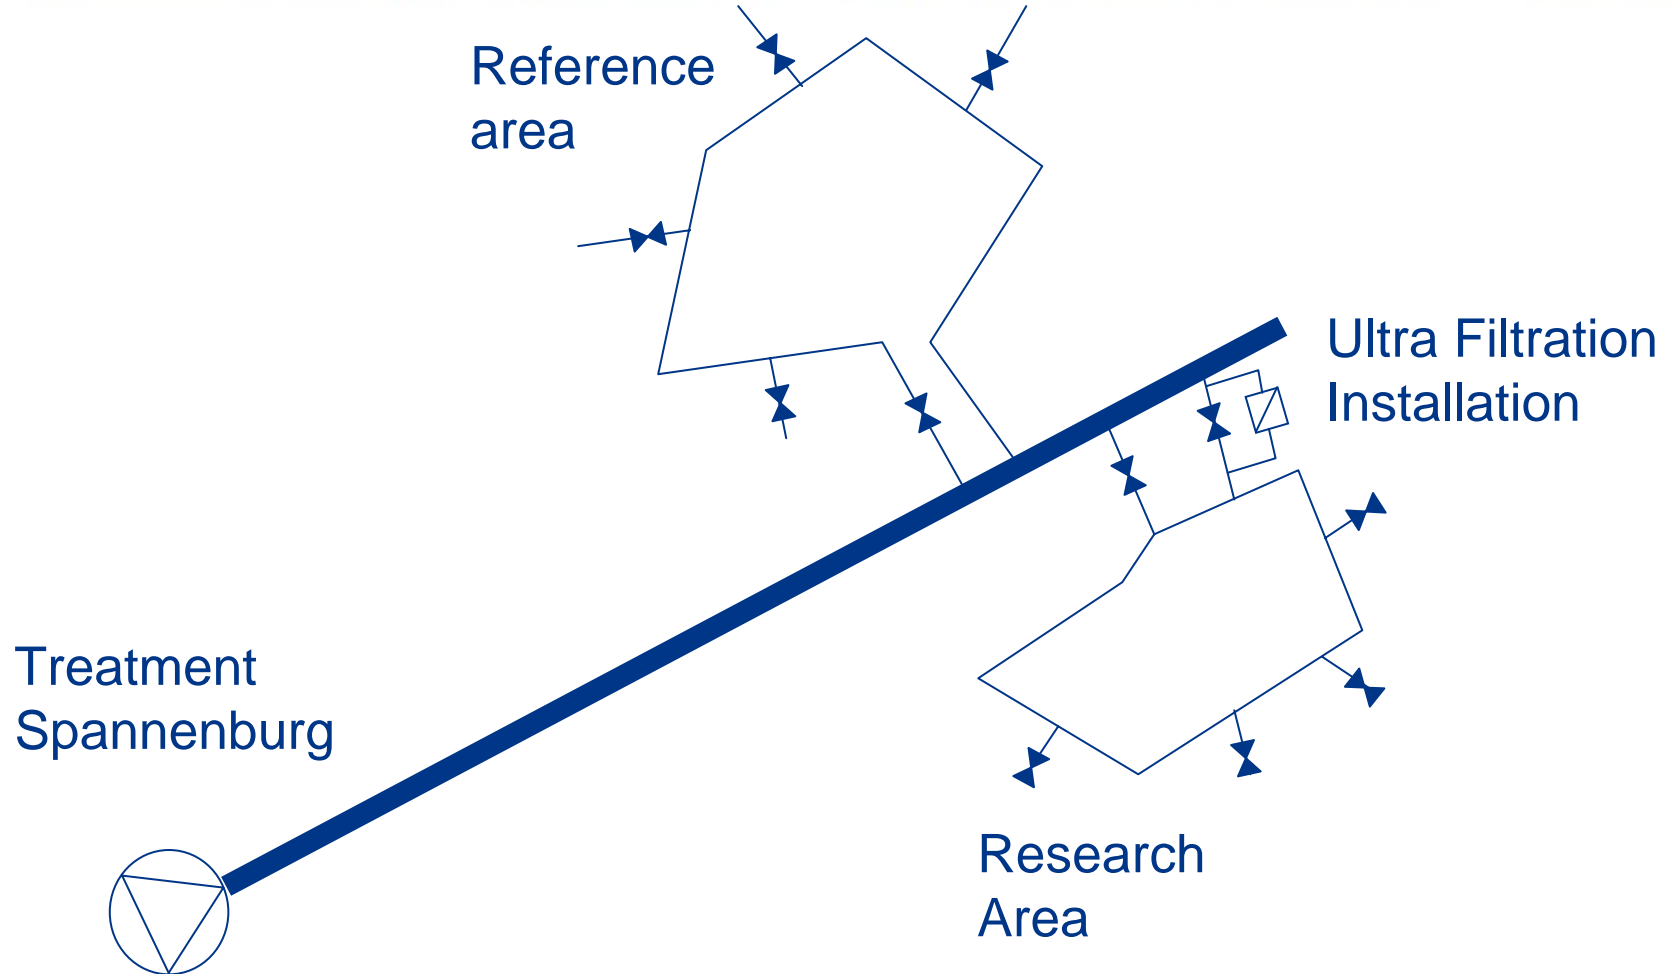 Reference
area
Ultra Filtration
Installation
Treatment
Spannenburg
Research
Area